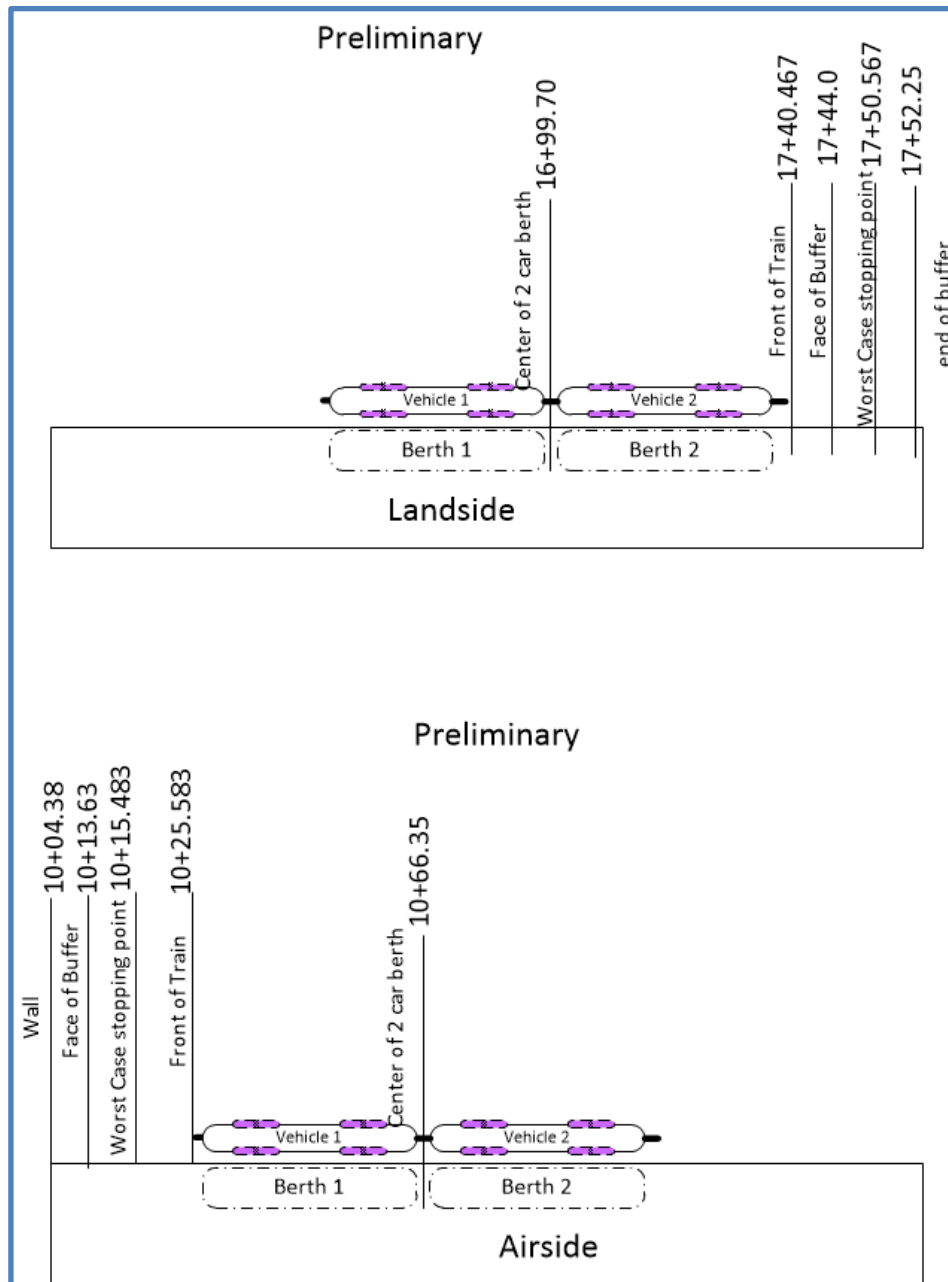 Preliminary
16+99.70
17+40.467
17+44.0
17+50.567
17+52.25
Center of 2 car berth
Front of Train
Face of Buffer
Worst Case stopping point
end of buffer
Vehicle 1
Vehicle 2
Berth 1
Berth 2
Landside
Preliminary
10+04.38
10+13.63
10+15.483
10+25.583
10+66.35
Wall
Face of Buffer
Worst Case stopping point
Front of Train
Center of 2 car berth
Vehicle 1
Vehicle 2
Berth 1
Berth 2
Airside